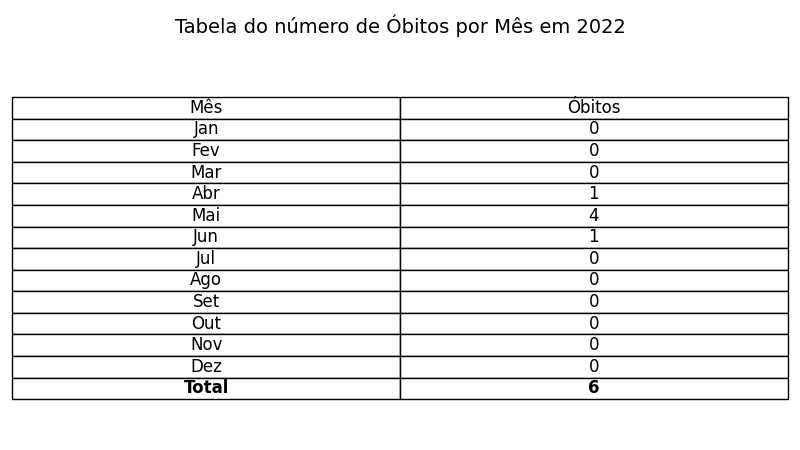 Tabela do número de Óbitos por Mês em 2022
Mês Óbitos
Jan 0
Fev 0
Mar 0
Abr 1
Mai 4
Jun 1
Jul 0
Ago 0
Set 0
Out 0
Nov 0
Dez 0
Total 6